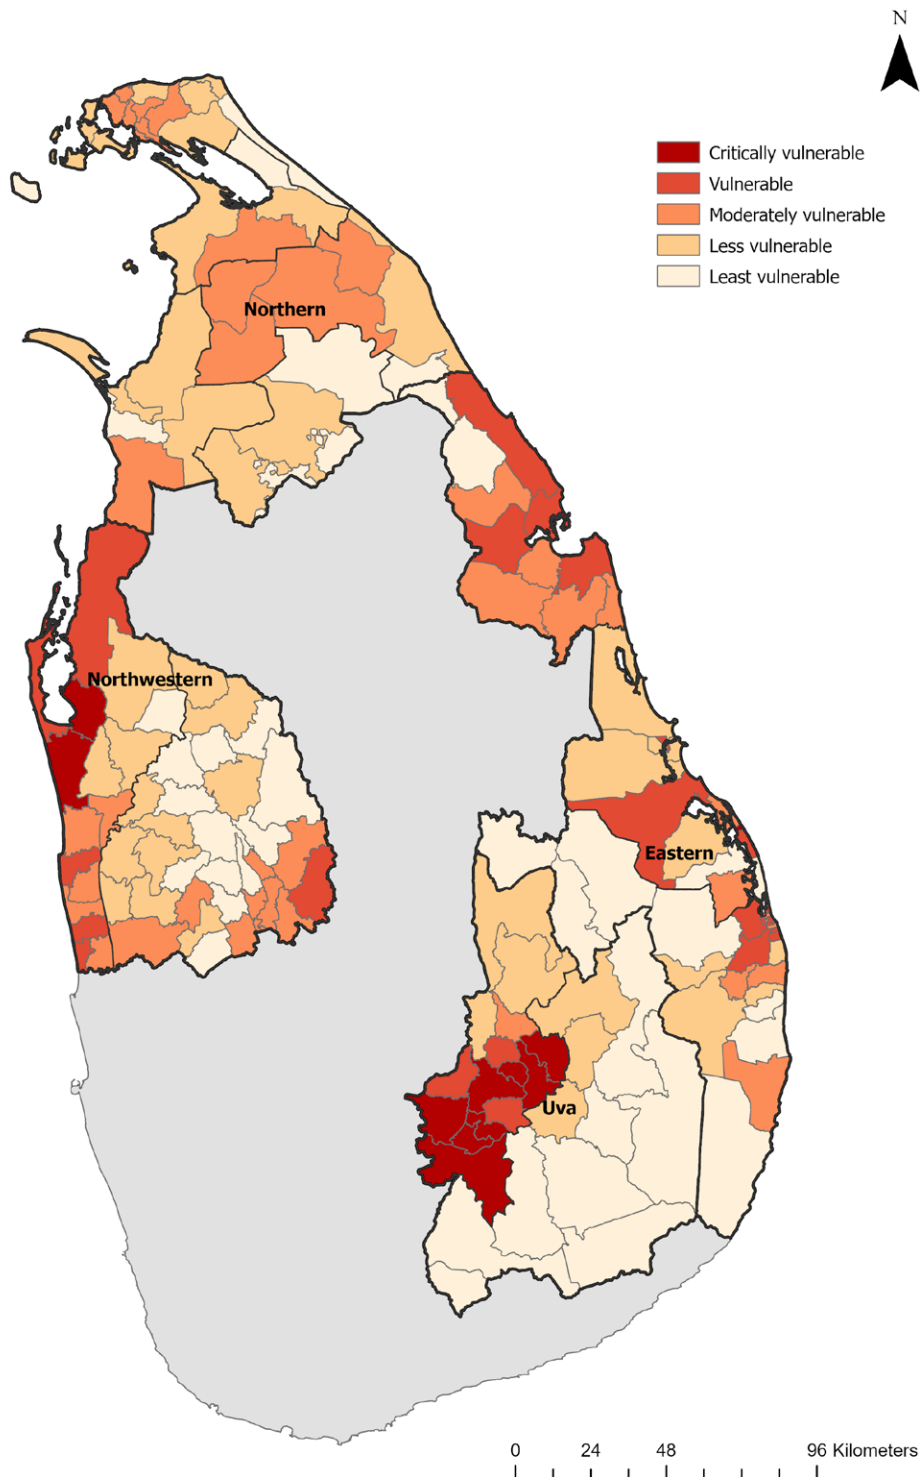 N
Critically vulnerable
Vulnerable
Moderately vulnerable
Less vulnerable
Least vulnerable
Northern
Northwestern
Eastern
Uva
0 24 48 96 Kilometers